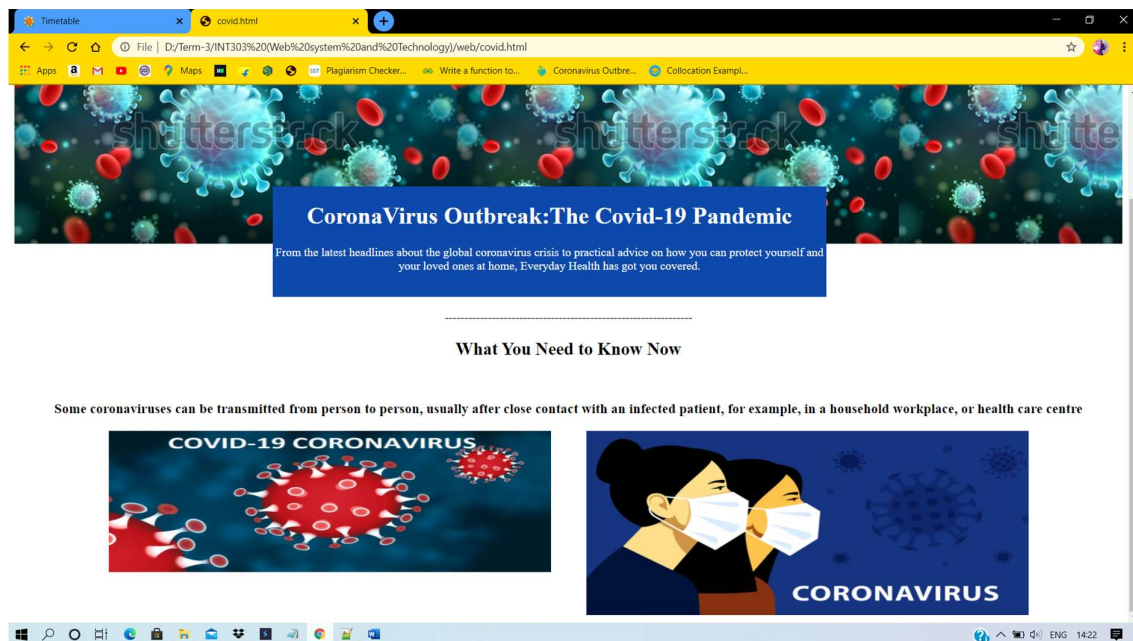 Timetable
covid.html
File
D:/Term-3/INT303%20(Web%20system%20and%20Technology)/web/covid.html
Apps
Maps
Plagiarism Checker...
Write a function to...
Coronavirus Outbre...
Collocation Exampl...
shutterstock
shutterstock
shutte
CoronaVirus Outbreak:The Covid-19 Pandemic
From the latest headlines about the global coronavirus crisis to practical advice on how you can protect yourself and
your loved ones at home, Everyday Health has got you covered.
What You Need to Know Now
Some coronaviruses can be transmitted from person to person, usually after close contact with an infected patient, for example, in a household workplace, or health care centre
COVID-19 CORONAVIRUS
CORONAVIRUS
ENG
14:22